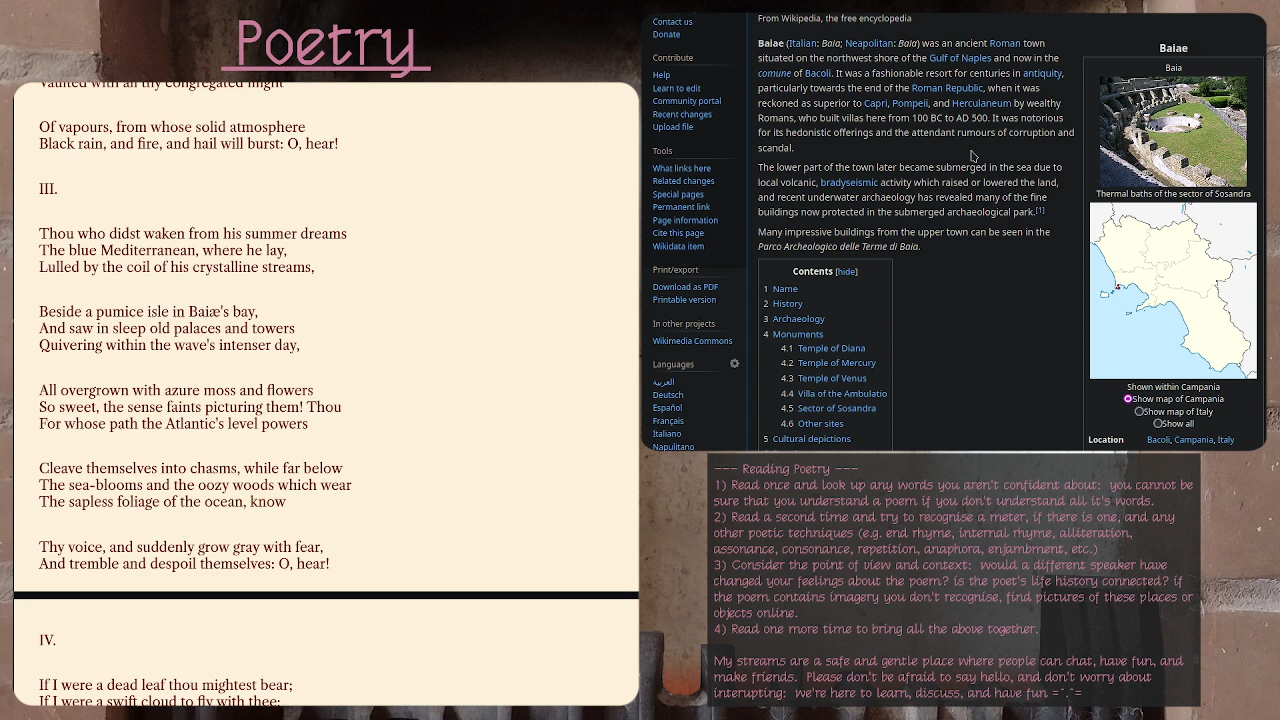 Poetry
Vaulted with all thy congregated might
Of vapours, from whose solid atmosphere
Black rain, and fire, and hail will burst: O, hear!
III.
Thou who didst waken from his summer dreams
The blue Mediterranean, where he lay,
Lulled by the coil of his crystalline streams,
Beside a pumice isle in Baiæ's bay,
And saw in sleep old palaces and towers
Quivering within the wave's intenser day,
All overgrown with azure moss and flowers
So sweet, the sense faints picturing them! Thou
For whose path the Atlantic's level powers
Cleave themselves into chasms, while far below
The sea-blooms and the oozy woods which wear
The sapless foliage of the ocean, know
Thy voice, and suddenly grow gray with fear,
And tremble and despoil themselves: O, hear!
IV.
If I were a dead leaf thou mightest bear;
If I were a swift cloud to fly with thee;
Contact us
Donate
Contribute
Help
Learn to edit
Community portal
Recent changes
Upload file
Tools
What links here
Related changes
Special pages
Permanent link
Page information
Cite this page
Wikidata item
Print/export
Download as PDF
Printable version
In other projects
Wikimedia Commons
Languages
العربية
Deutsch
Español
Français
Italiano
Napulitano
From Wikipedia, the free encyclopedia
Baiae (Italian: Baia; Neapolitan: Baia) was an ancient Roman town
situated on the northwest shore of the Gulf of Naples and now in the
comune of Bacoli. It was a fashionable resort for centuries in antiquity,
particularly towards the end of the Roman Republic, when it was
reckoned as superior to Capri, Pompeii, and Herculaneum by wealthy
Romans, who built villas here from 100 BC to AD 500. It was notorious
for its hedonistic offerings and the attendant rumours of corruption and
scandal.
The lower part of the town later became submerged in the sea due to
local volcanic, bradyseismic activity which raised or lowered the land,
and recent underwater archaeology has revealed many of the fine
buildings now protected in the submerged archaeological park.[1]
Many impressive buildings from the upper town can be seen in the
Parco Archeologico delle Terme di Baia.
Contents [hide]
1 Name
2 History
3 Archaeology
4 Monuments
4.1 Temple of Diana
4.2 Temple of Mercury
4.3 Temple of Venus
4.4 Villa of the Ambulatio
4.5 Sector of Sosandra
4.6 Other sites
5 Cultural depictions
Baiae
Baia
Thermal baths of the sector of Sosandra
Shown within Campania
Show map of Campania
Show map of Italy
Show all
Location Bacoli, Campania, Italy
--- Reading Poetry ---
1) Read once and look up any words you aren't confident about: you cannot be
sure that you understand a poem if you don't understand all it's words.
2) Read a second time and try to recognise a meter, if there is one, and any
other poetic techniques (e.g. end rhyme, internal rhyme, alliteration,
assonance, consonance, repetition, anaphora, enjambment, etc.)
3) Consider the point of view and context: would a different speaker have
changed your feelings about the poem? is the poet's life history connected? if
the poem contains imagery you don't recognise, find pictures of these places or
objects online.
4) Read one more time to bring all the above together.
My streams are a safe and gentle place where people can chat, have fun, and
make friends. Please don't be afraid to say hello, and don't worry about
interupting: we're here to learn, discuss, and have fun =^.^=